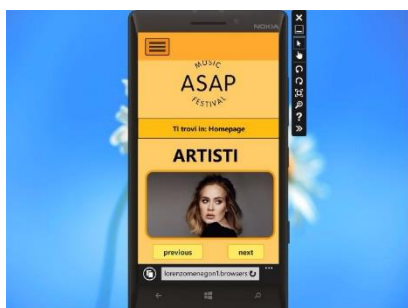 NOKIA
MUSIC
ASAP
FESTIVAL
Ti trovi in: Homepage
ARTISTI
previous
next
lorenzomenegon1.browsers
?